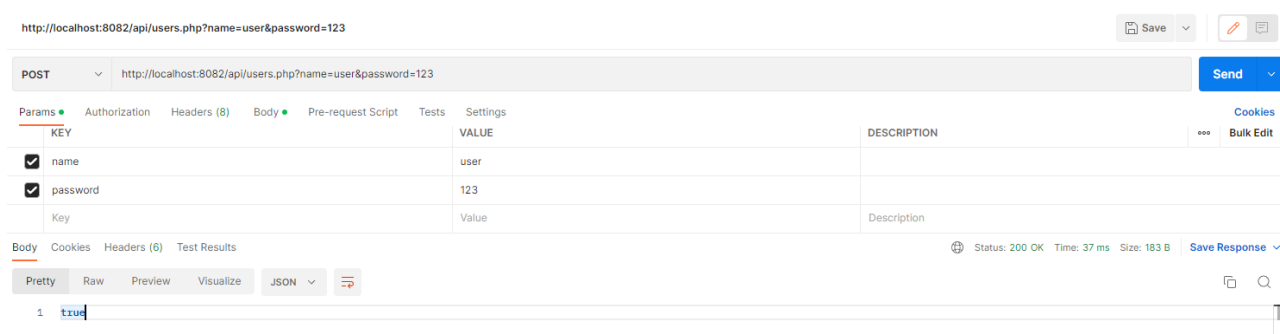 http://localhost:8082/api/users.php?name=user&password=123 Save
POST http://localhost:8082/api/users.php?name=user&password=123 Send
Params Authorization Headers (8) Body Pre-request Script Tests Settings Cookies
KEY VALUE DESCRIPTION ooo Bulk Edit
name user
password 123
Key Value Description
Body Cookies Headers (6) Test Results Status: 200 OK Time: 37 ms Size: 183 B Save Response
Pretty Raw Preview Visualize JSON
1 true